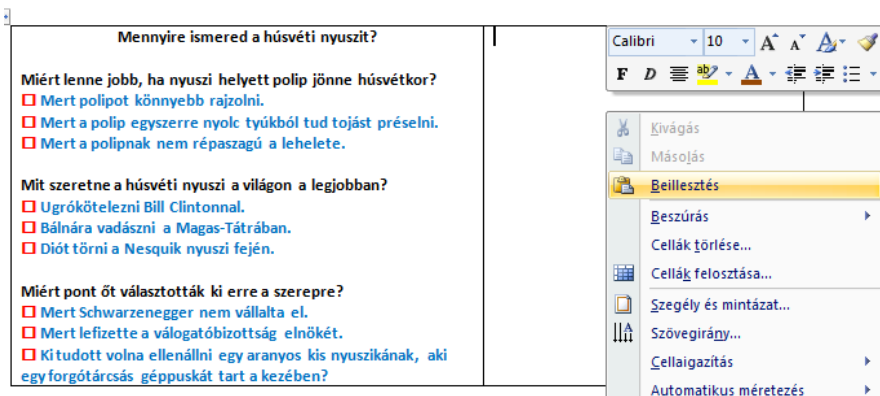 Mennyire ismered a húsvéti nyuszit?
Miért lenne jobb, ha nyuszi helyett polip jönne húsvétkor?
Mert polipot könnyebb rajzolni.
Mert a polip egyszerre nyolc tyúkból tud tojást préselni.
Mert a polipnak nem répaszagú a lehelete.
Mit szeretne a húsvéti nyuszi a világon a legjobban?
Ugrókötelezni Bill Clintonnal.
Bálnára vadászni a Magas-Tátrában.
Diót törni a Nesquik nyuszi fején.
Miért pont őt választották ki erre a szerepre?
Mert Schwarzenegger nem vállalta el.
Mert lefizette a válogatóbizottság elnökét.
Ki tudott volna ellenállni egy aranyos kis nyuszikának, aki
egy forgótárcsás géppuskát tart a kezében?
Calibri 10 A A A
F D ab A
Kivágás
Másolás
Beillesztés
Beszúrás
Cellák törlése...
Cellák felosztása...
Szegély és mintázat...
Szövegirány...
Cellaigazítás
Automatikus méretezés